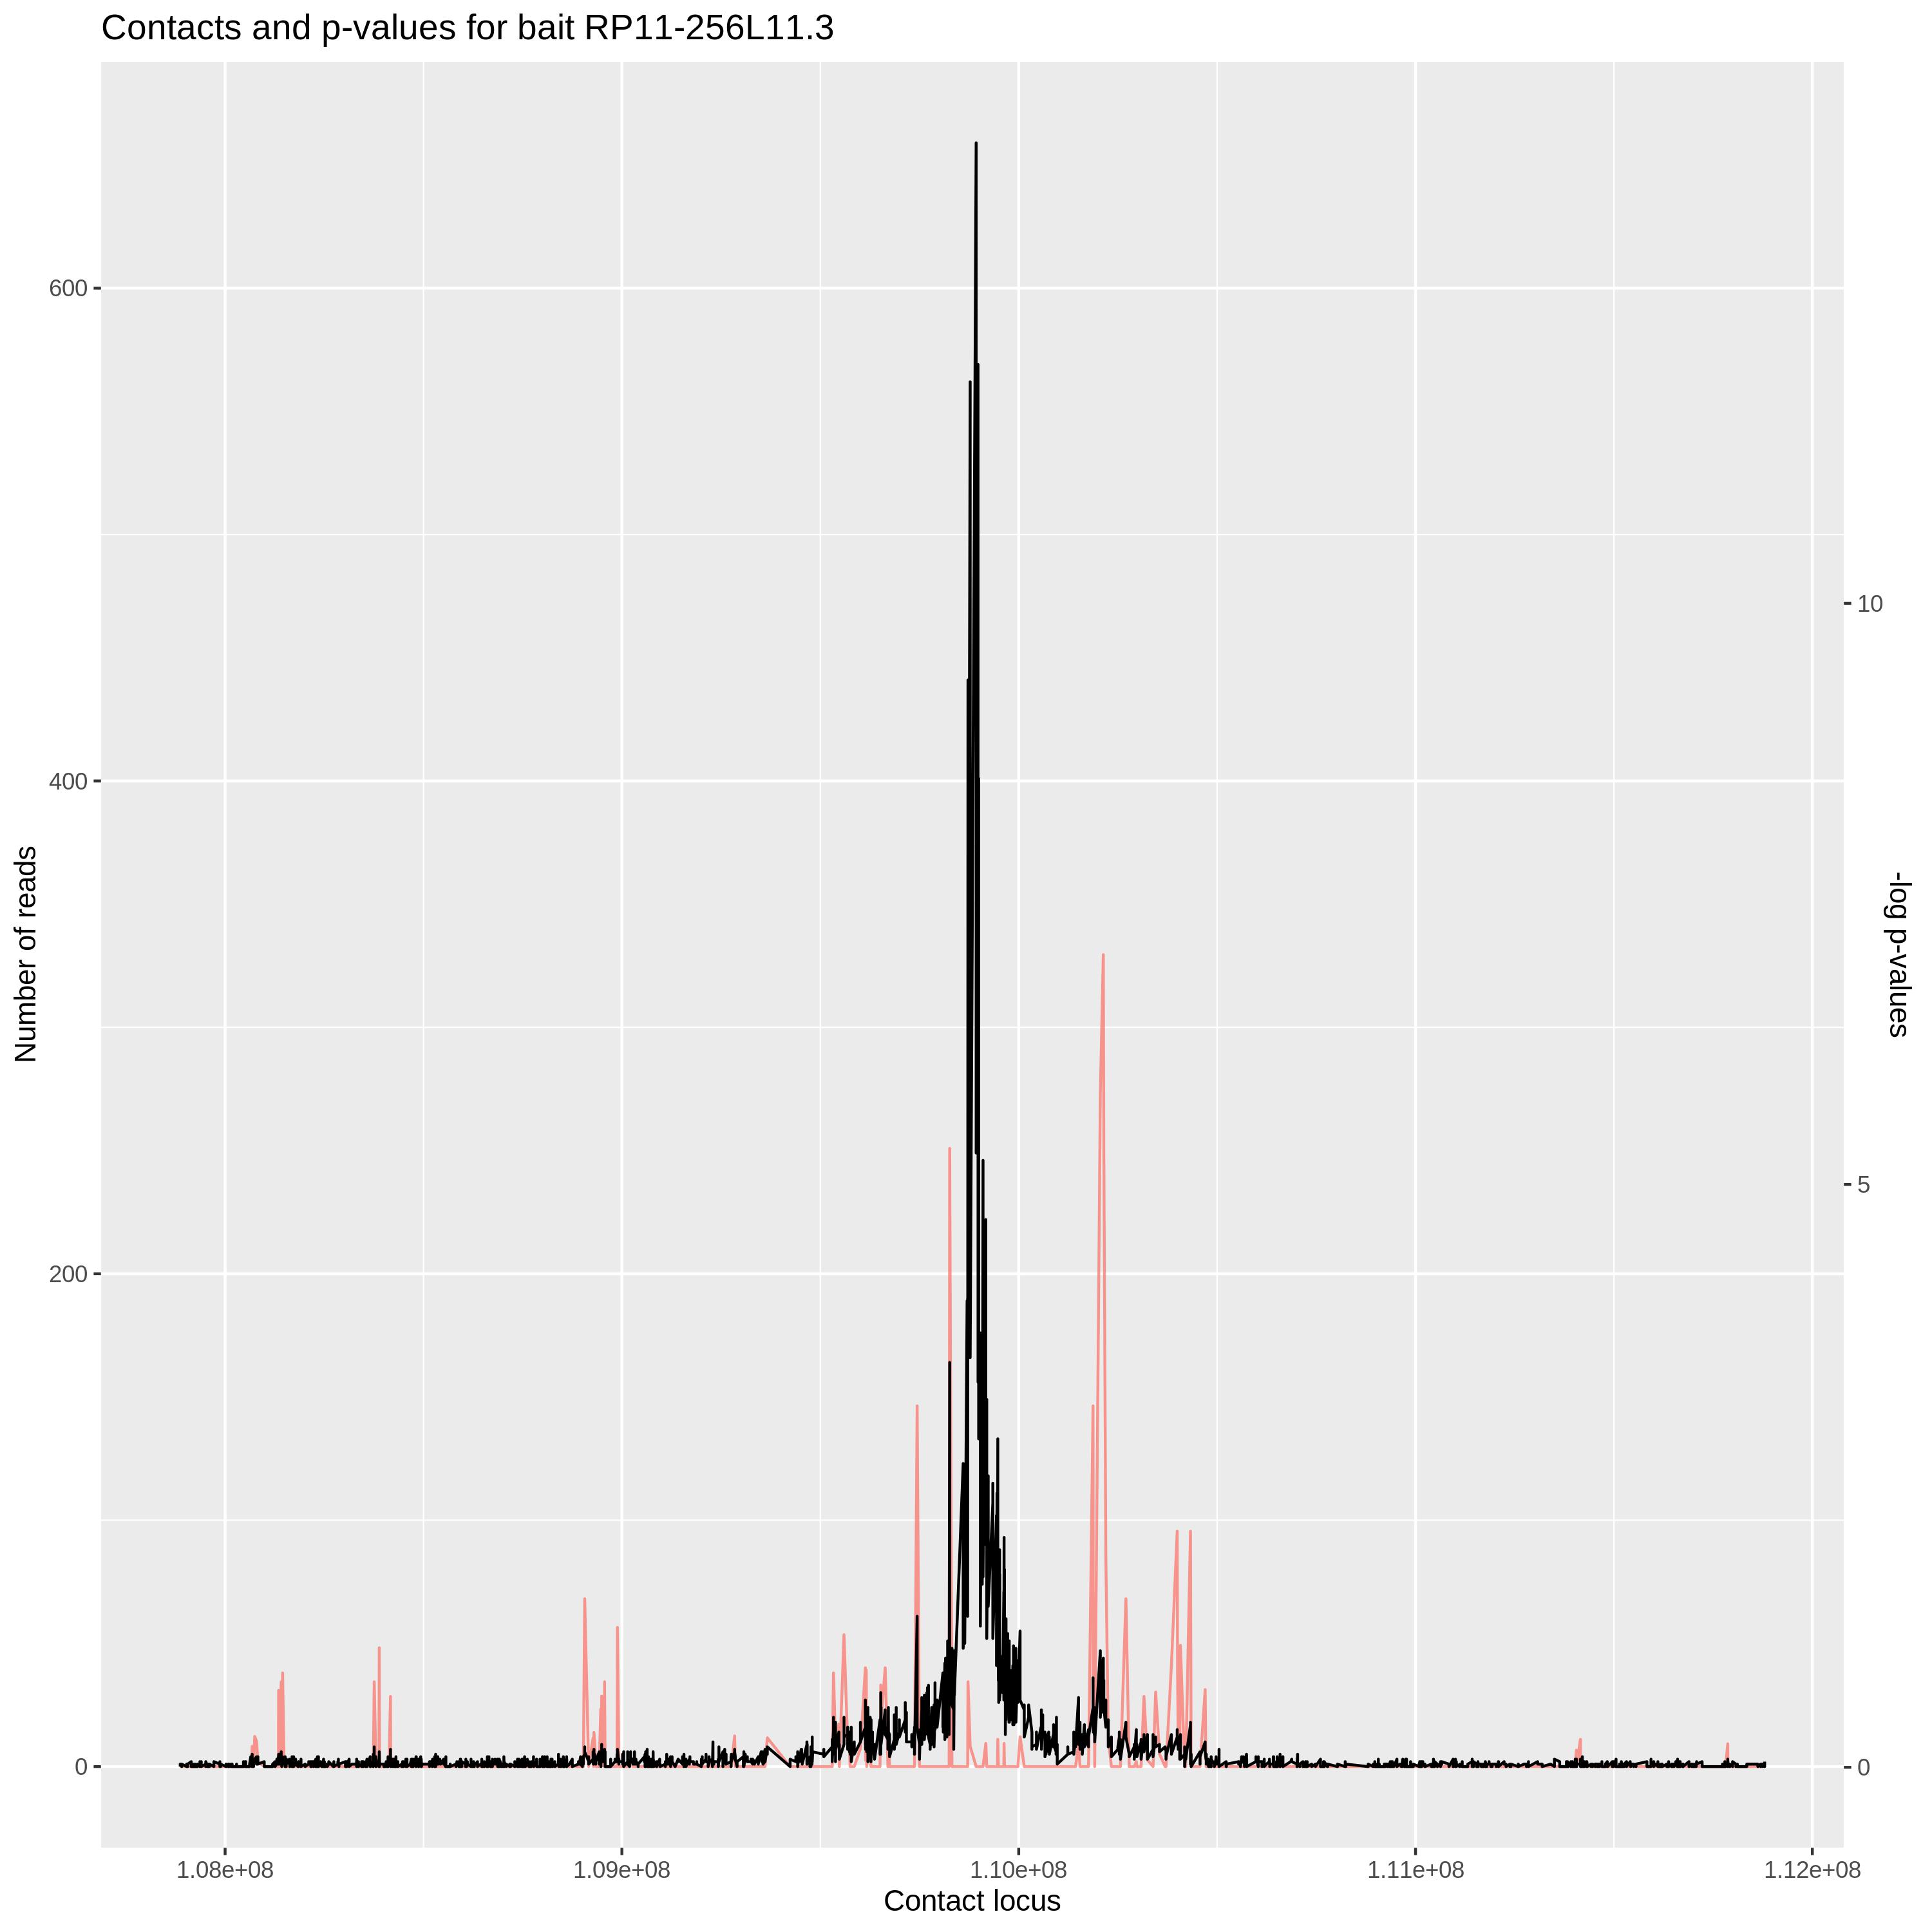 Contacts and p-values for bait RP11-256L11.3
600
400
200
0
Number of reads
10
5
0
-log p-values
1.08e+08
1.09e+08
1.10e+08
1.11e+08
1.12e+08
Contact locus